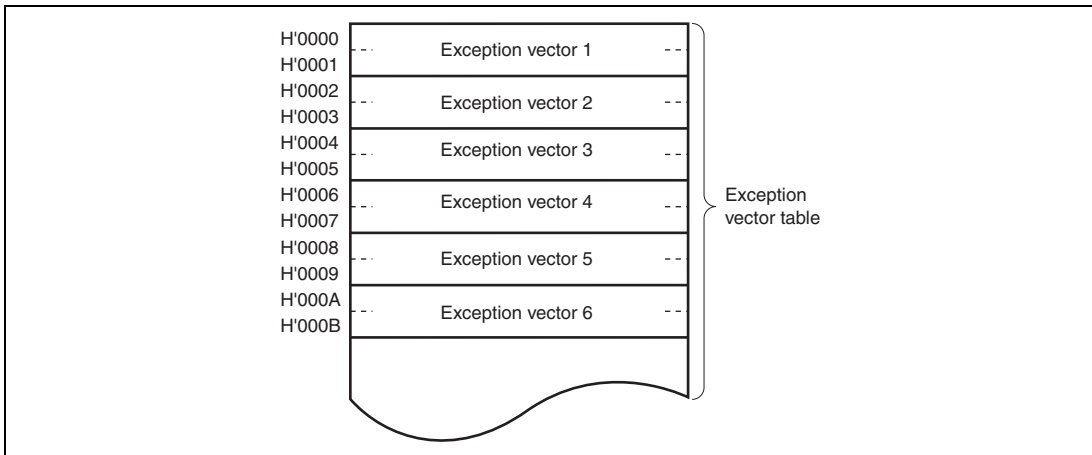 H'0000
Exception vector 1
H'0001
H'0002
Exception vector 2
H'0003
H'0004
Exception vector 3
H'0005
H'0006
Exception vector 4
H'0007
H'0008
Exception vector 5
H'0009
H'000A
Exception vector 6
H'000B
Exception
vector table